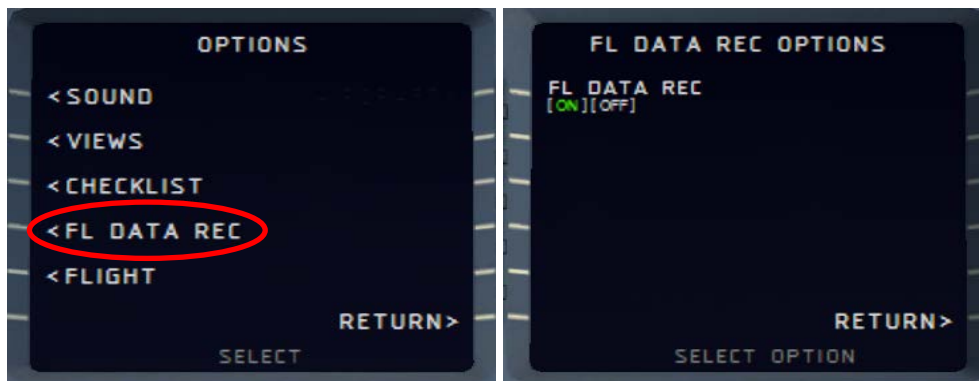 OPTIONS
<SOUND
<VIEWS
<CHECKLIST
<FL DATA REC
<FLIGHT
RETURN>
SELECT
FL DATA REC OPTIONS
FL DATA REC
[ON][OFF]
RETURN>
SELECT OPTION